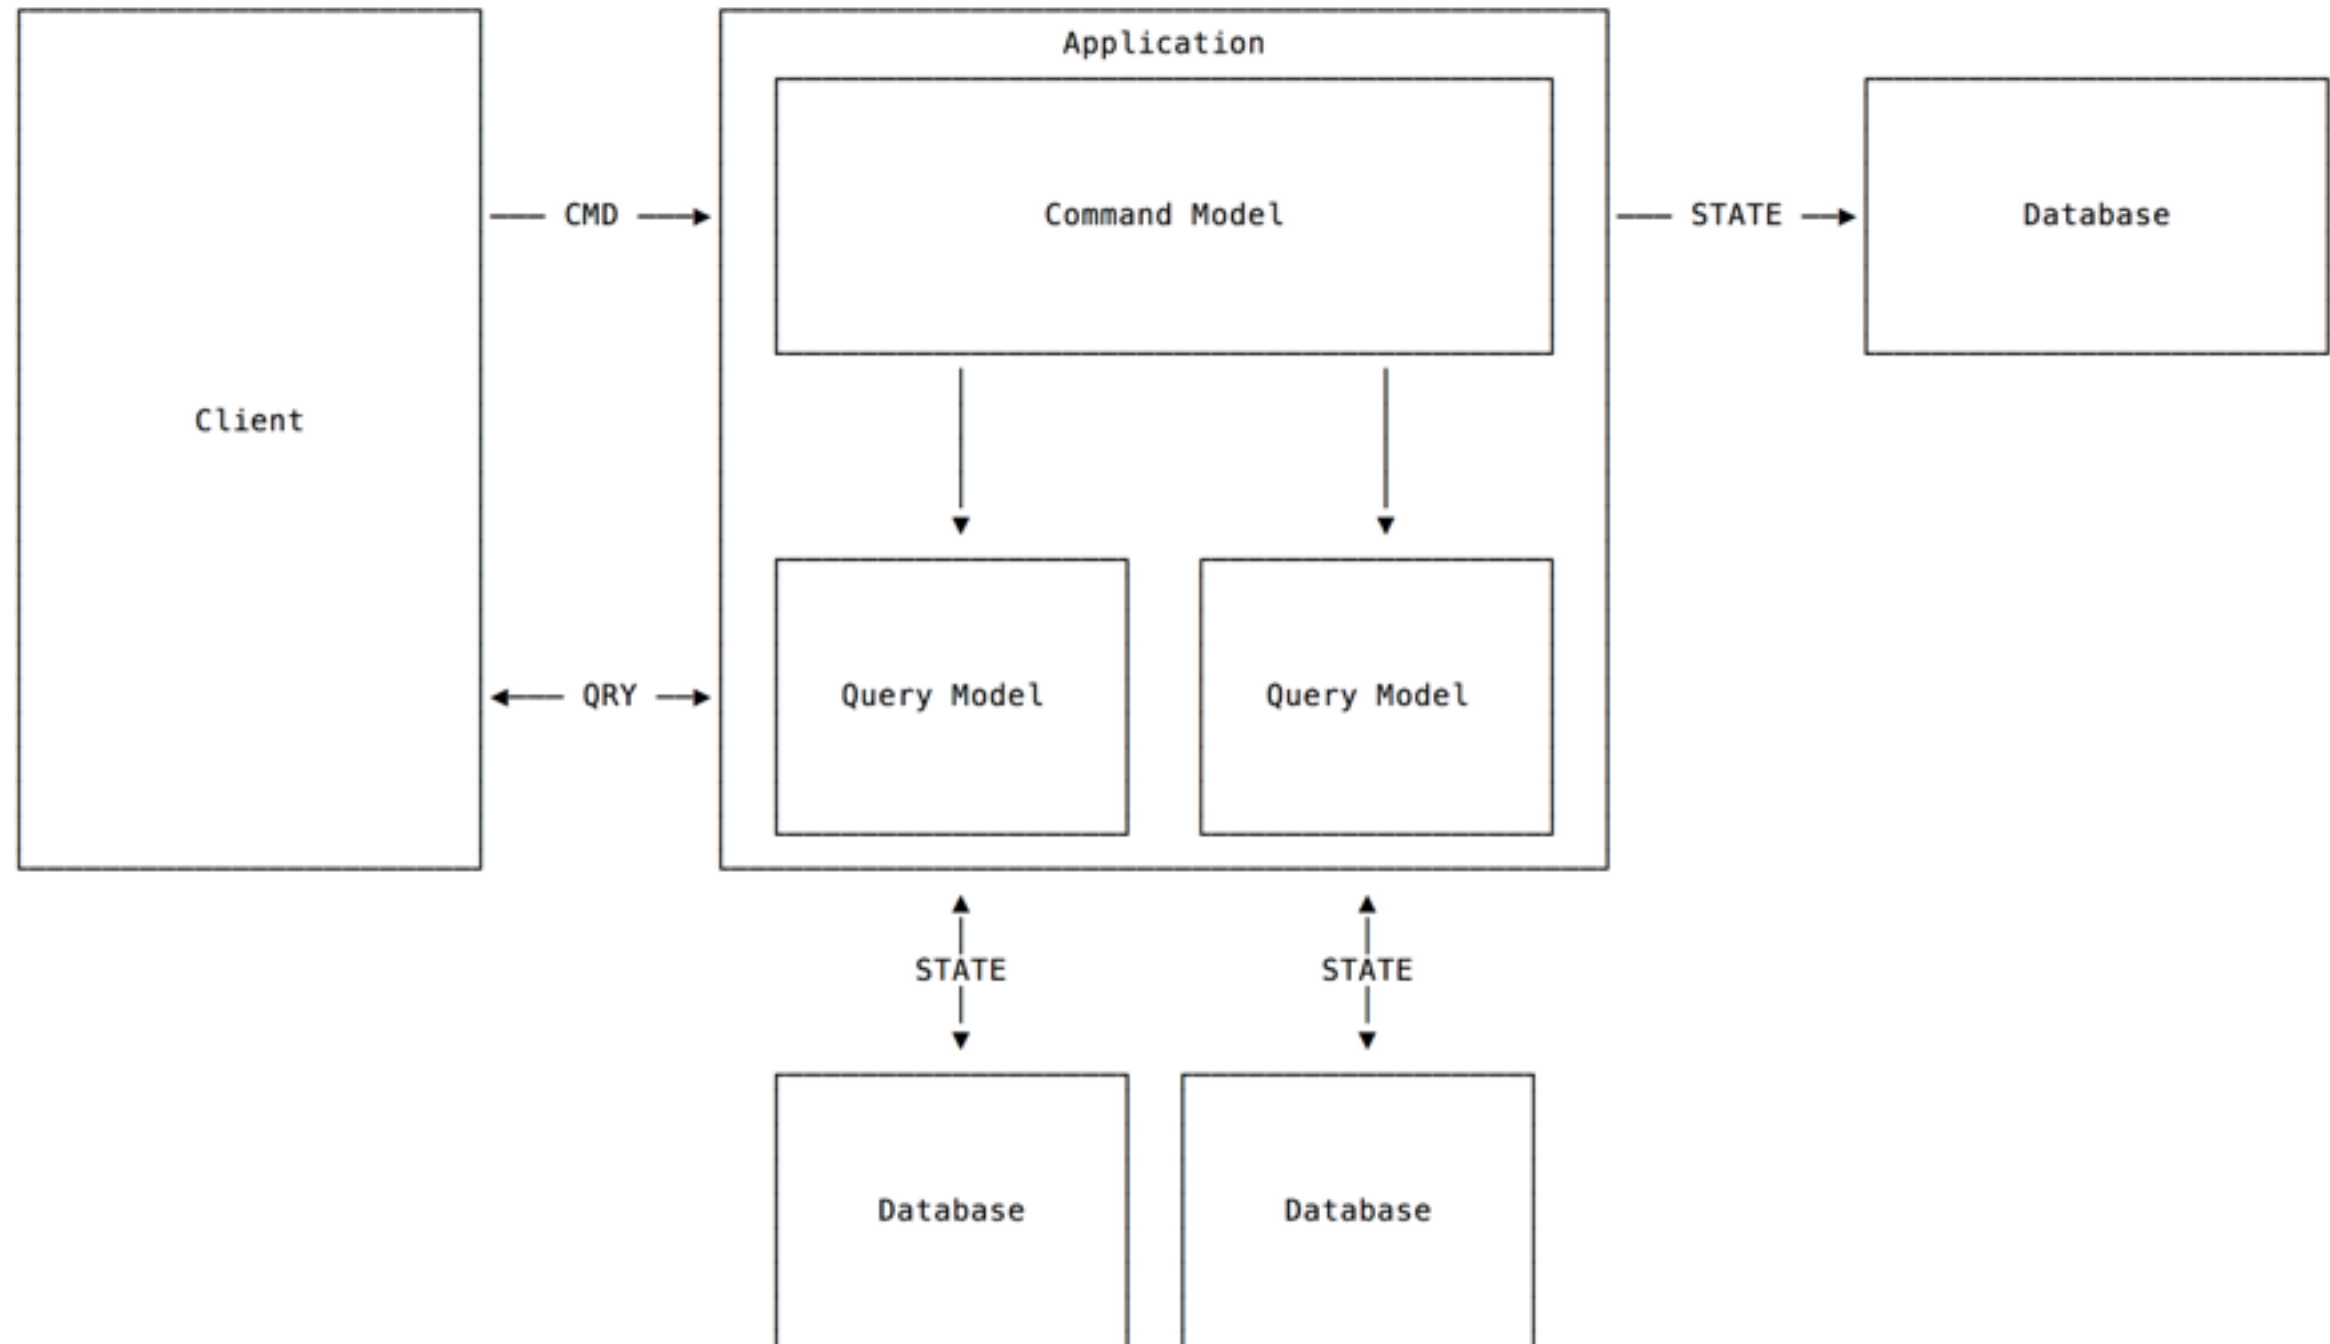 Application
CMD
Command Model
STATE
Database
Client
QRY
Query Model
Query Model
STATE
STATE
Database
Database